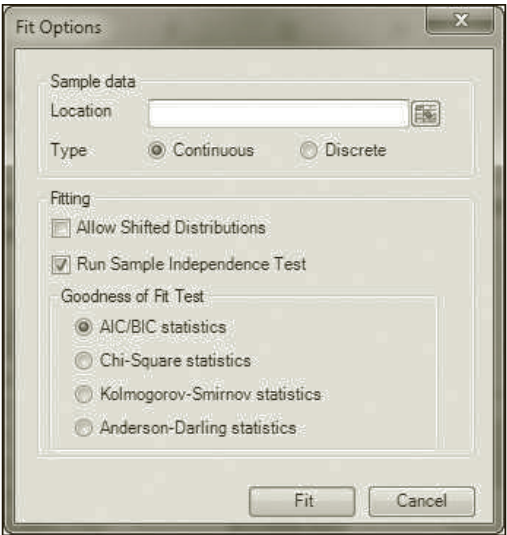 Fit Options
Sample data
Location
Type Continuous Discrete
Fitting
Allow Shifted Distributions
Run Sample Independence Test
Goodness of Fit Test
AIC/BIC statistics
Chi-Square statistics
Kolmogorov-Smirnov statistics
Anderson-Darling statistics
Fit Cancel